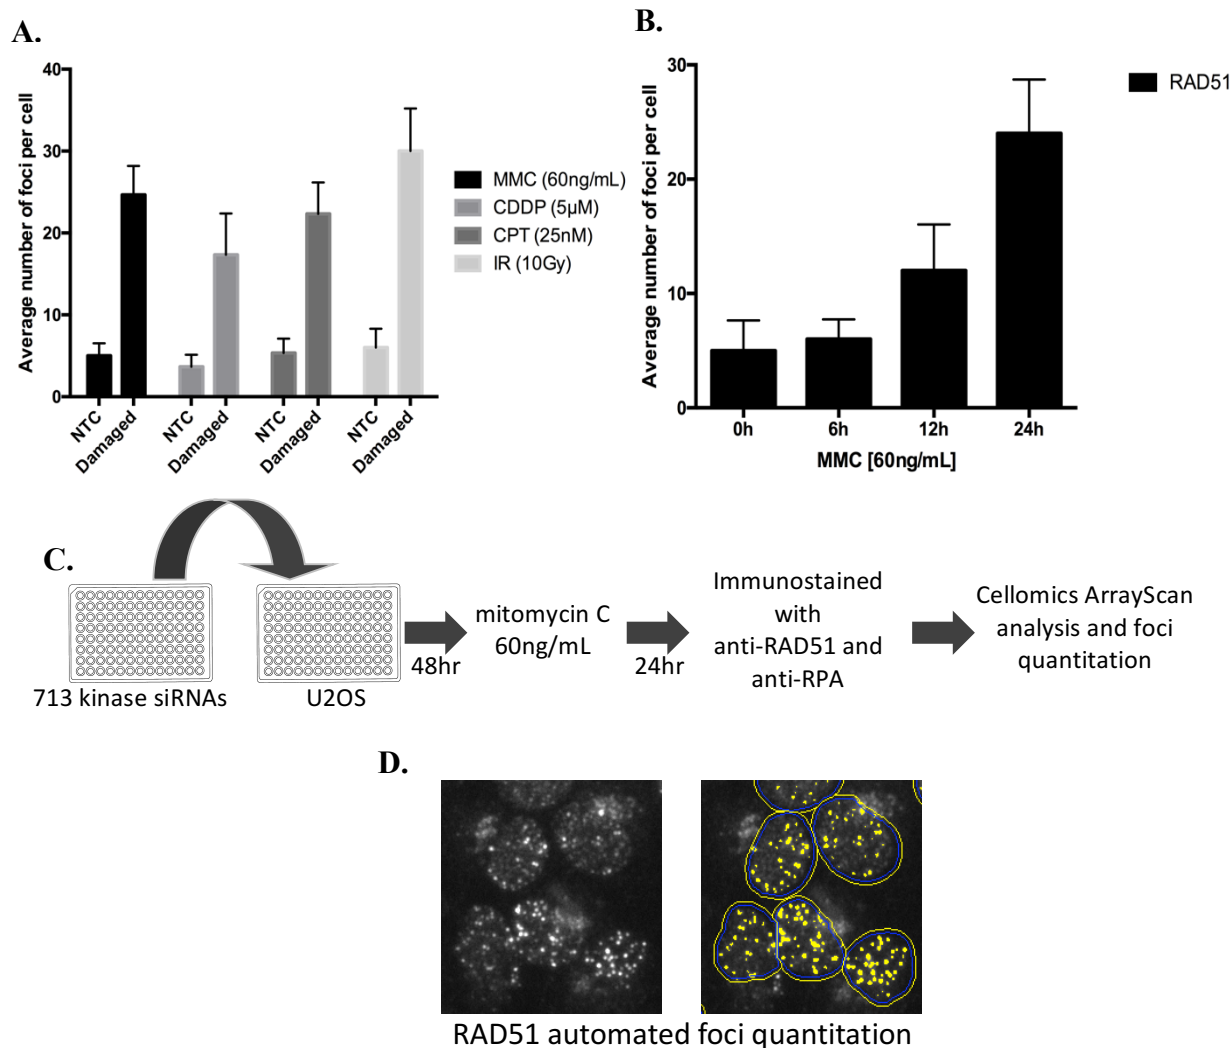 A.
Average number of foci per cell
40
30
20
10
0
NTC
Damaged
NTC
Damaged
NTC
Damaged
NTC
Damaged
MMC (60ng/mL)
CDDP (5µM)
CPT (25nM)
IR (10Gy)
B.
Average number of foci per cell
30
20
10
0
0h
6h
12h
24h
MMC [60ng/mL]
RAD51
C.
713 kinase siRNAs
U2OS
48hr
mitomycin C
60ng/mL
24hr
Immunostained
with
anti-RAD51 and
anti-RPA
Cellomics ArrayScan
analysis and foci
quantitation
D.
RAD51 automated foci quantitation